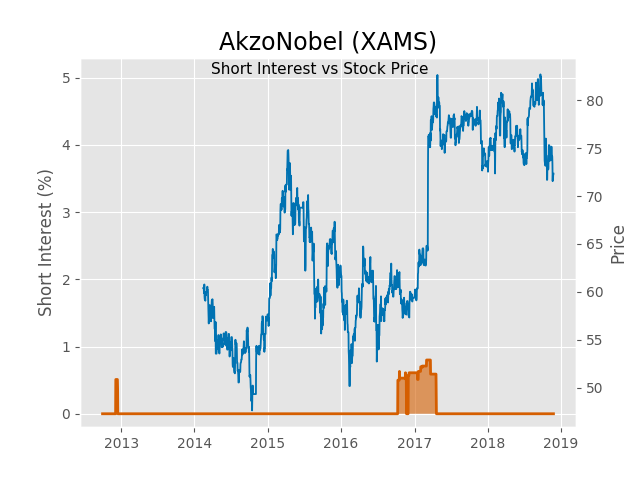 AkzoNobel (XAMS)
Short Interest vs Stock Price
Short Interest (%)
5
4
3
2
1
0
80
75
70
65
60
55
50
Price
2013 2014 2015 2016 2017 2018 2019